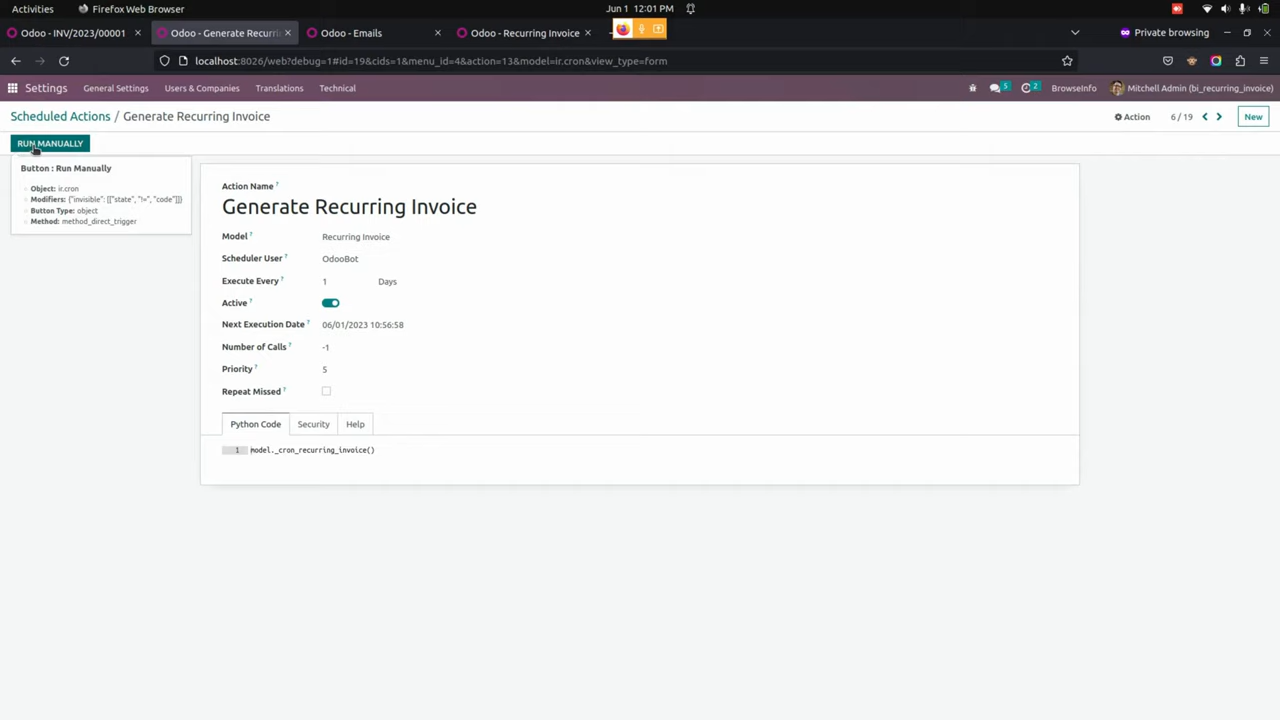 Activities
Firefox Web Browser
Jun 1 12:01 PM
Odoo - INV/2023/00001
Odoo - Generate Recurri
Odoo - Emails
Odoo - Recurring Invoice
Private browsing
localhost:8026/web?debug=1#id=19&cids=1&menu_id=4&action=13&model=ir.cron&view_type=form
Settings
General Settings
Users & Companies
Translations
Technical
5
2
BrowseInfo
Mitchell Admin (bi_recurring_invoice)
Scheduled Actions / Generate Recurring Invoice
Action
6 / 19
New
RUN MANUALLY
Button : Run Manually
Object: ir.cron
Modifiers: {"invisible": [["state", "!=", "code"]]}
Button Type: object
Method: method_direct_trigger
Action Name ?
Generate Recurring Invoice
Model ? Recurring Invoice
Scheduler User ? OdooBot
Execute Every ? 1 Days
Active ?
Next Execution Date ? 06/01/2023 10:56:58
Number of Calls ? -1
Priority ? 5
Repeat Missed ?
Python Code
Security
Help
1 model._cron_recurring_invoice()